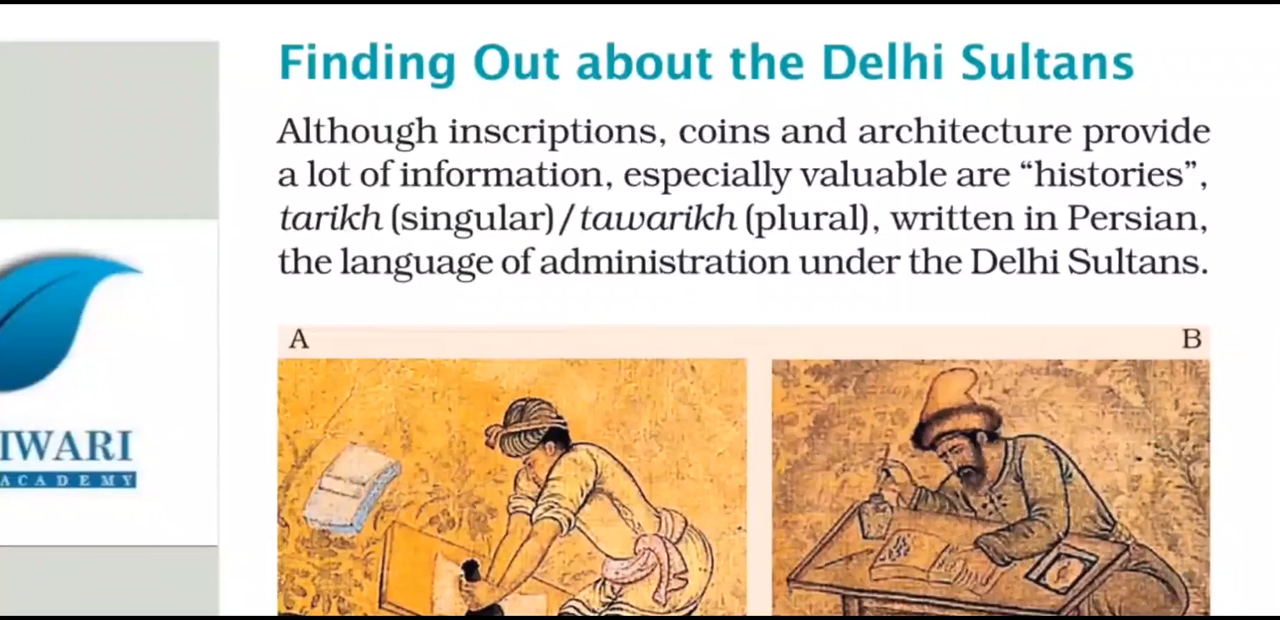 Finding Out about the Delhi Sultans
Although inscriptions, coins and architecture provide
a lot of information, especially valuable are “histories”,
tarikh (singular)/tawarikh (plural), written in Persian,
the language of administration under the Delhi Sultans.
A
B
IWARI
ACADEMY